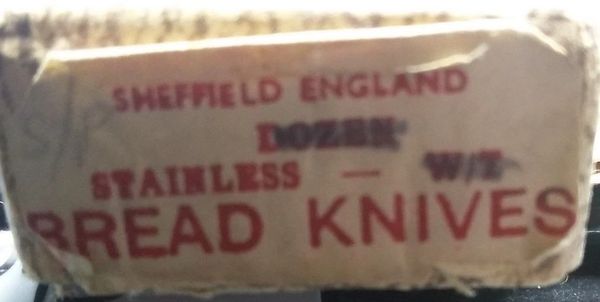 SHEFFIELD ENGLAND
DOZEN
STAINLESS — W/E
BREAD KNIVES